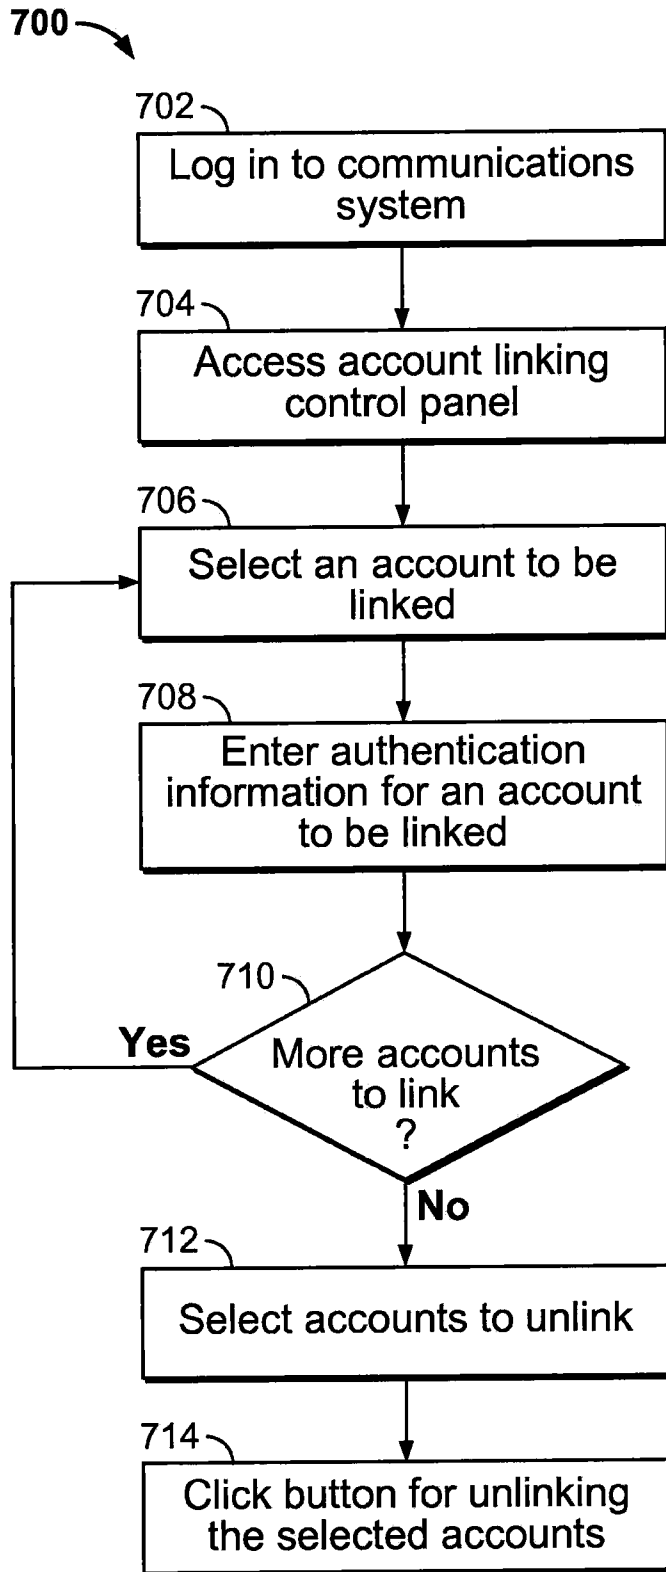 700
702
Log in to communications
system
704
Access account linking
control panel
706
Select an account to be
linked
708
Enter authentication
information for an account
to be linked
710
More accounts
to link
?
Yes
No
712
Select accounts to unlink
714
Click button for unlinking
the selected accounts